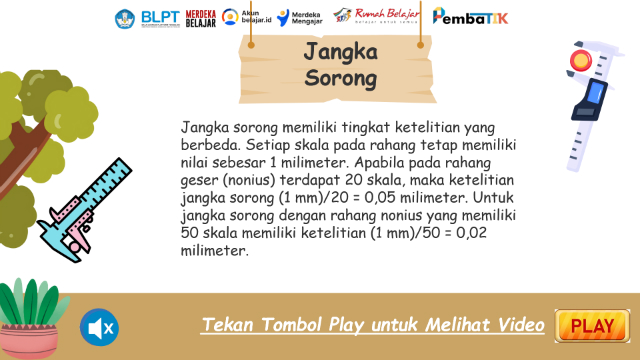 BLPT
MERDEKA
BELAJAR
Akun
belajar.id
Merdeka
Mengajar
Rumah Belajar
belajar untuk semua
PembaTIK
Jangka
Sorong
Jangka sorong memiliki tingkat ketelitian yang
berbeda. Setiap skala pada rahang tetap memiliki
nilai sebesar 1 milimeter. Apabila pada rahang
geser (nonius) terdapat 20 skala, maka ketelitian
jangka sorong (1 mm)/20 = 0,05 milimeter. Untuk
jangka sorong dengan rahang nonius yang memiliki
50 skala memiliki ketelitian (1 mm)/50 = 0,02
milimeter.
Tekan Tombol Play untuk Melihat Video
PLAY